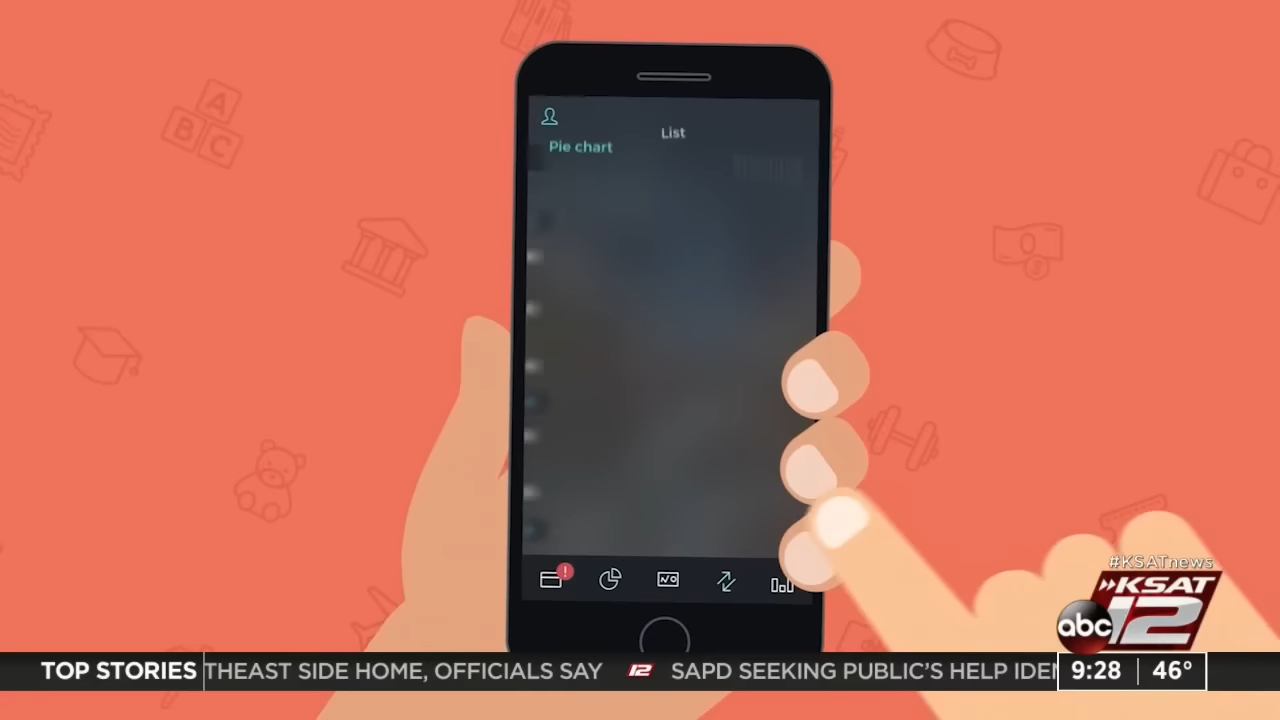 A
B C
List
Pie chart
!
#KSATnews
KSAT
abc 12
TOP STORIES
THEAST SIDE HOME, OFFICIALS SAY 12 SAPD SEEKING PUBLIC'S HELP IDEN
9:28 46°